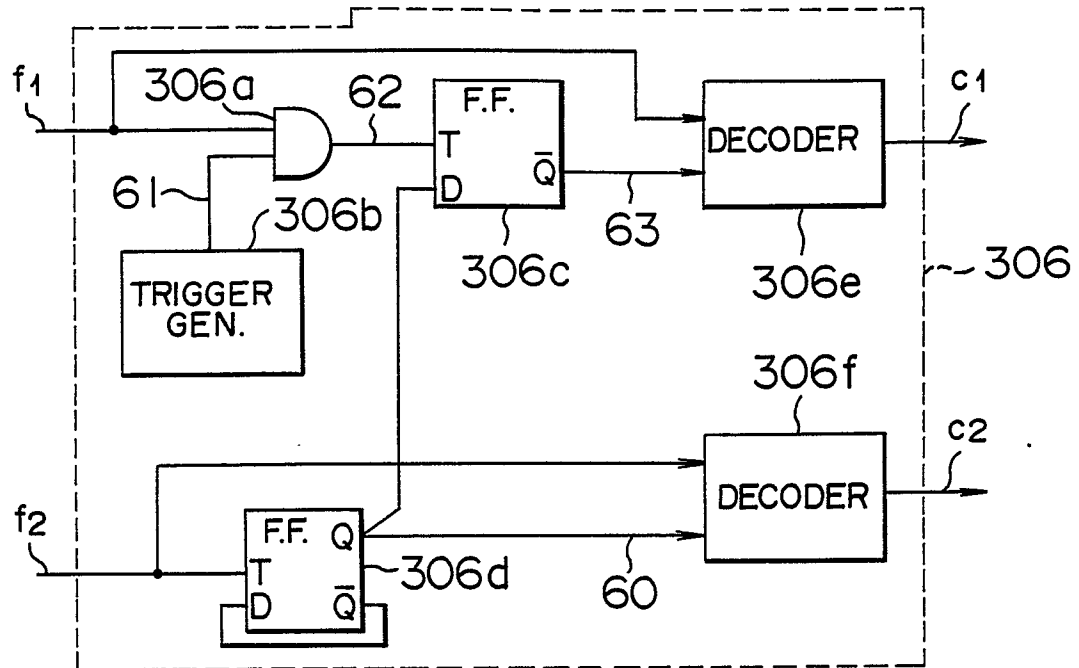 f1
306a
62
F.F.
T
D
Q̅
63
306c
DECODER
306e
c1
61
306b
TRIGGER
GEN.
306
306f
DECODER
c2
f2
F.F.
Q
T
D
Q̅
306d
60